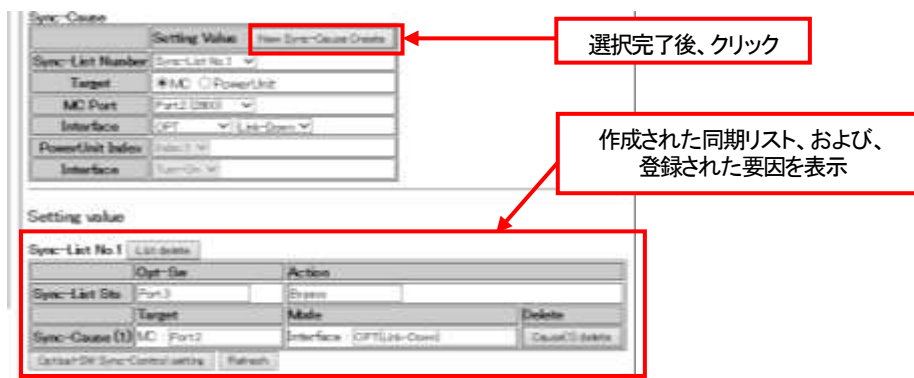 Sync-Cause
Setting Value New Sync-Cause Create
選択完了後、クリック
Sync-List Number Sync-List No.1
Target MC PowerUnit
MC Port Port2
Interface OPT Link-Down
作成された同期リスト、および、
登録された要因を表示
PowerUnit Index Index1
Interface Turn-On
Setting value
Sync-List No.1 List delete
Opt-Sw Action
Sync-List Sts Port3 Bypass
Target Mode Delete
Sync-Cause (1) MC : Port2 Interface : OPT(Link-Down) Cause(1) delete
Optical-SW Sync-Control setting Refresh